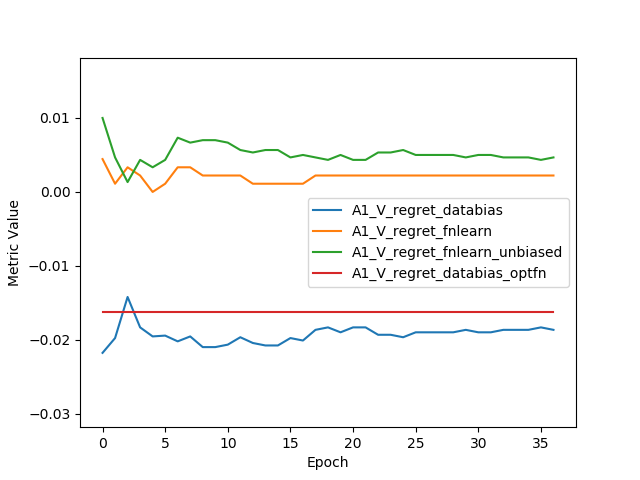 0.01
0.00
−0.01
−0.02
−0.03
Metric Value
A1_V_regret_databias
A1_V_regret_fnlearn
A1_V_regret_fnlearn_unbiased
A1_V_regret_databias_optfn
0 5 10 15 20 25 30 35
Epoch